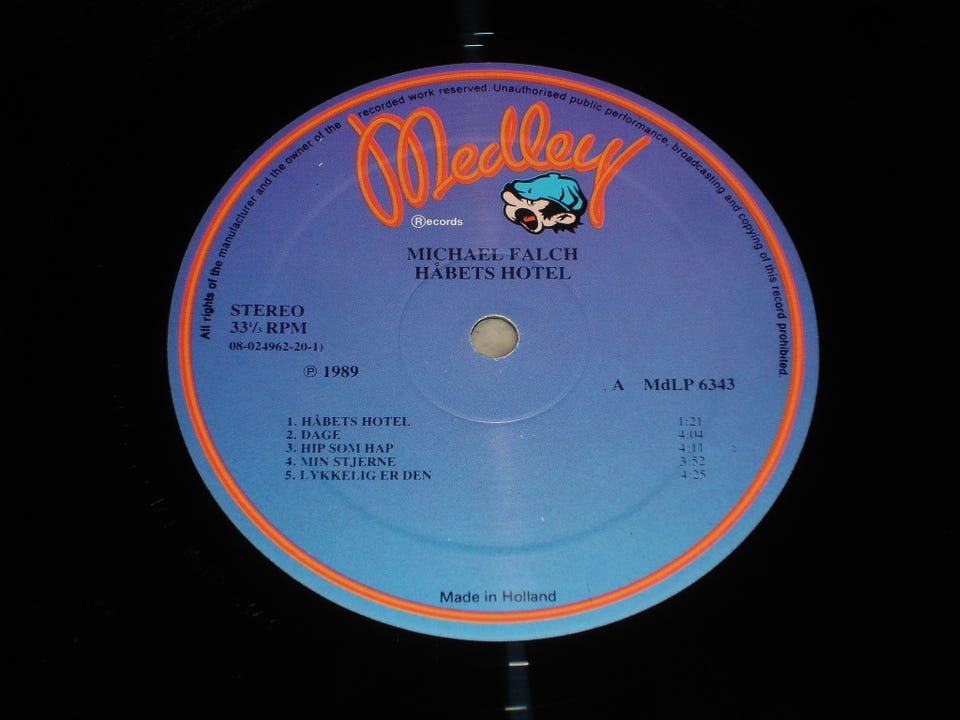 All rights of the manufacturer and the owner of the recorded work reserved. Unauthorised public performance, broadcasting and copying of this record prohibited.
Medley
Ⓡecords
MICHAEL FALCH
HÅBETS HOTEL
STEREO
33⅓ RPM
08-024962-20-1)
℗ 1989
A MdLP 6343
1. HÅBETS HOTEL 1:21
2. DAGE 4:04
3. HIP SOM HAP 4:11
4. MIN STJERNE 3:52
5. LYKKELIG ER DEN 4:25
Made in Holland